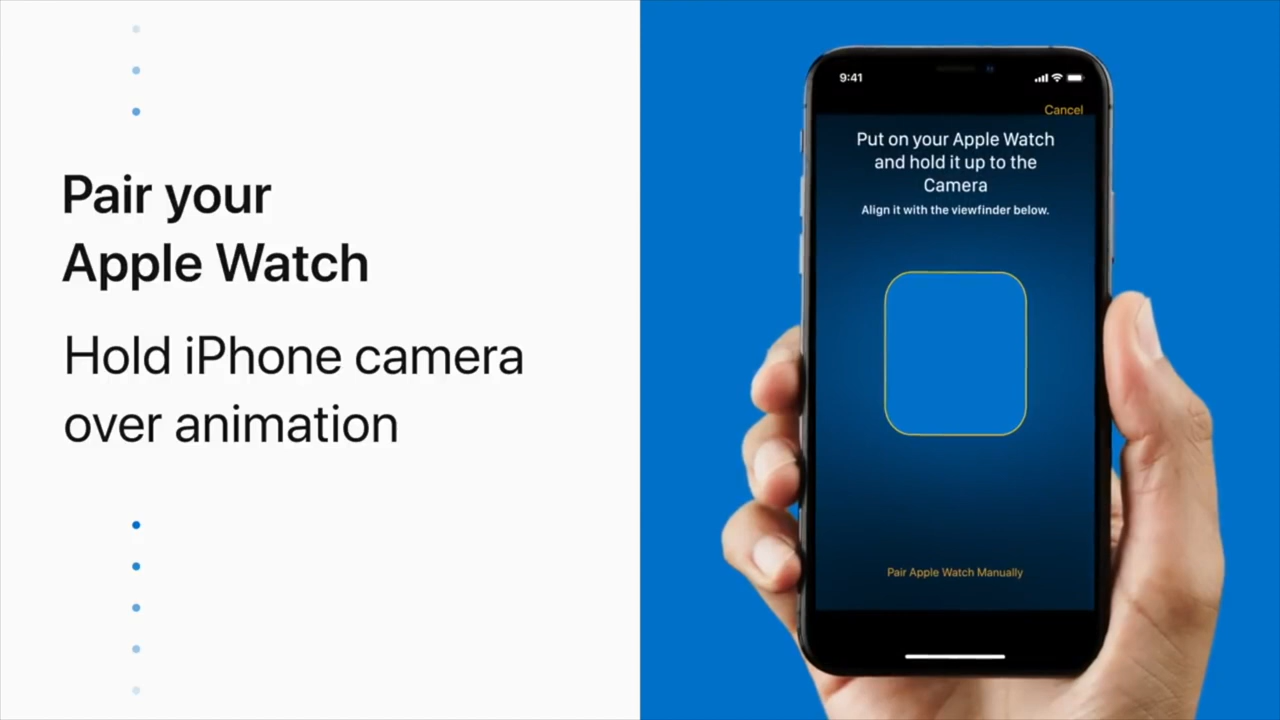 Pair your
Apple Watch
Hold iPhone camera
over animation
9:41
Cancel
Put on your Apple Watch
and hold it up to the
Camera
Align it with the viewfinder below.
Pair Apple Watch Manually